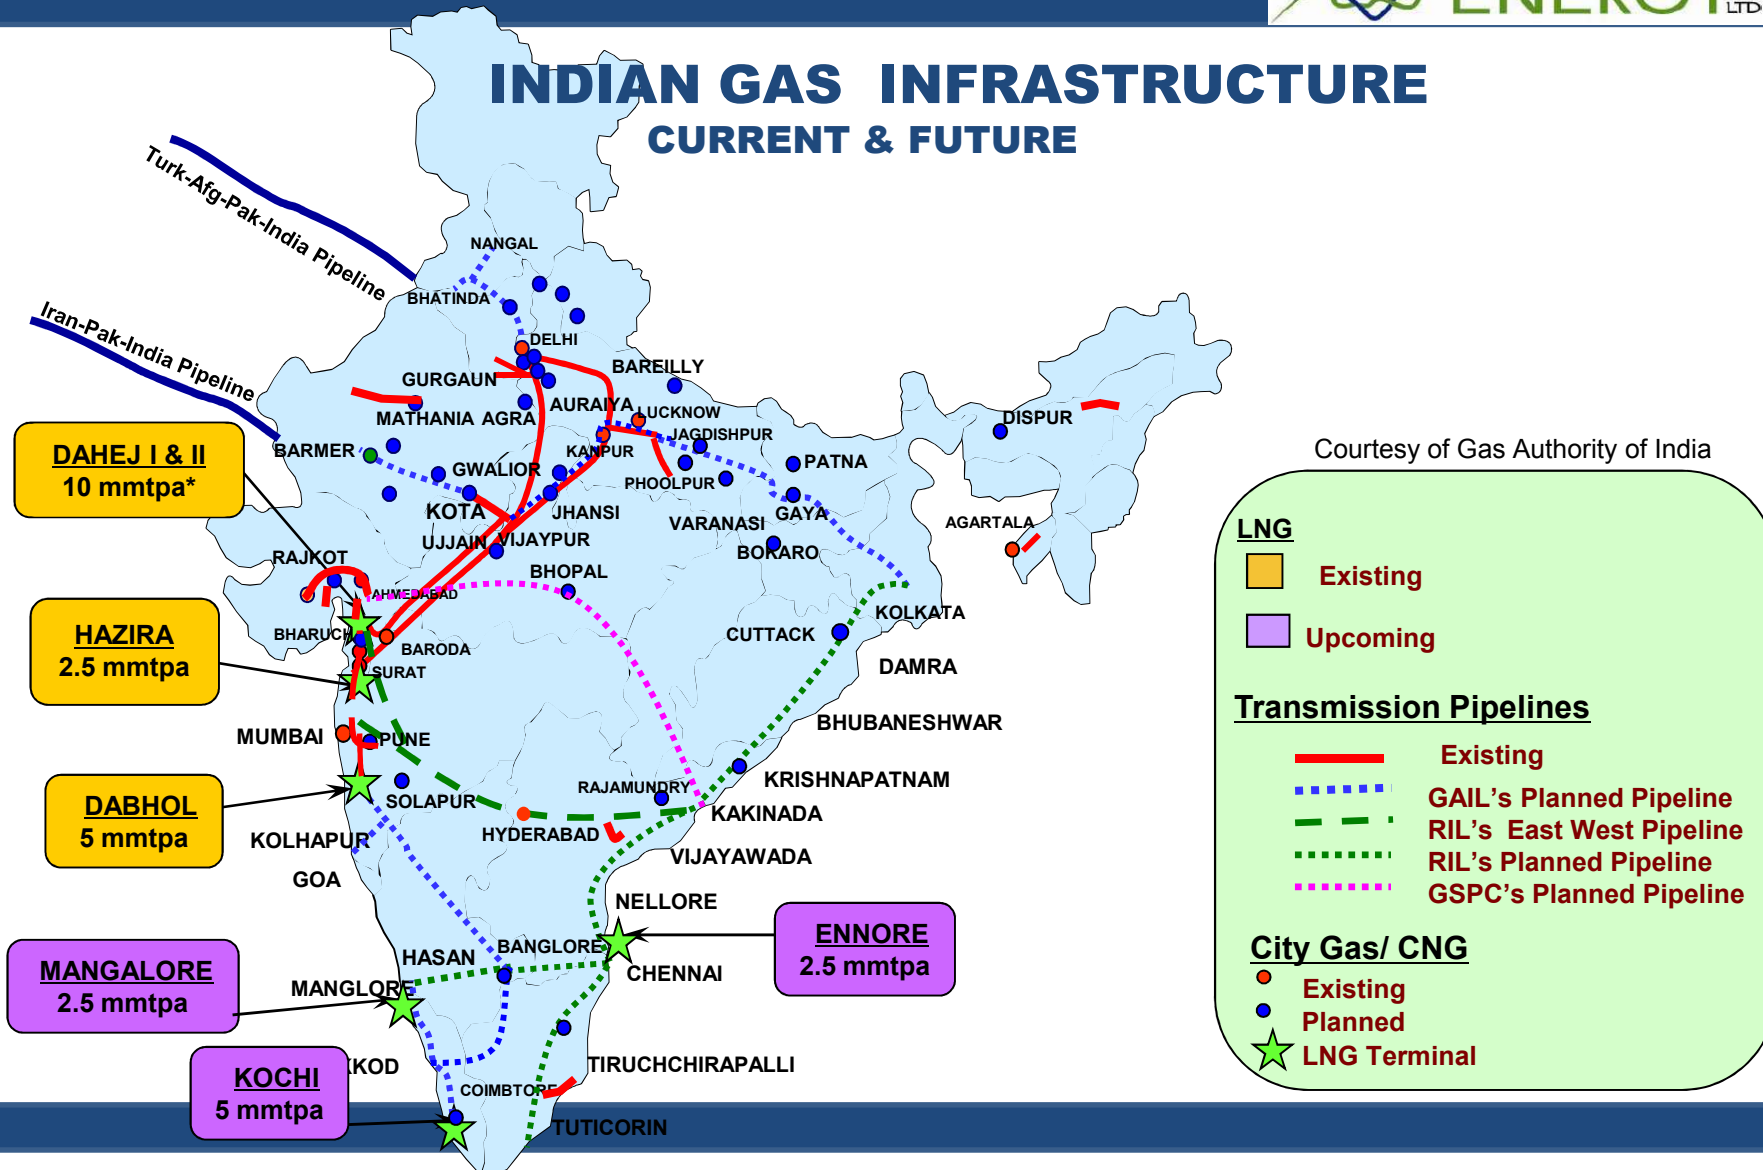 ENERGY
LTD
INDIAN GAS INFRASTRUCTURE
CURRENT & FUTURE
Turk-Afg-Pak-India Pipeline
Iran-Pak-India Pipeline
NANGAL
BHATINDA
DELHI
GURGAUN
BAREILLY
MATHANIA
AGRA
AURAIYA
LUCKNOW
DISPUR
BARMER
GWALIOR
KANPUR
JAGDISHPUR
PATNA
PHOOLPUR
KOTA
JHANSI
VARANASI
GAYA
AGARTALA
UJJAIN
VIJAYPUR
BOKARO
RAJKOT
BHOPAL
AHMEDABAD
KOLKATA
BHARUCH
BARODA
CUTTACK
SURAT
DAMRA
MUMBAI
PUNE
BHUBANESHWAR
SOLAPUR
RAJAMUNDRY
KRISHNAPATNAM
KAKINADA
HYDERABAD
KOLHAPUR
VIJAYAWADA
GOA
NELLORE
HASAN
BANGLORE
CHENNAI
MANGLORE
KOD
TIRUCHCHIRAPALLI
COIMBTORE
TUTICORIN
DAHEJ I & II
10 mmtpa*
HAZIRA
2.5 mmtpa
DABHOL
5 mmtpa
MANGALORE
2.5 mmtpa
KOCHI
5 mmtpa
ENNORE
2.5 mmtpa
Courtesy of Gas Authority of India
LNG
Existing
Upcoming
Transmission Pipelines
Existing
GAIL's Planned Pipeline
RIL's East West Pipeline
RIL's Planned Pipeline
GSPC's Planned Pipeline
City Gas/ CNG
Existing
Planned
LNG Terminal